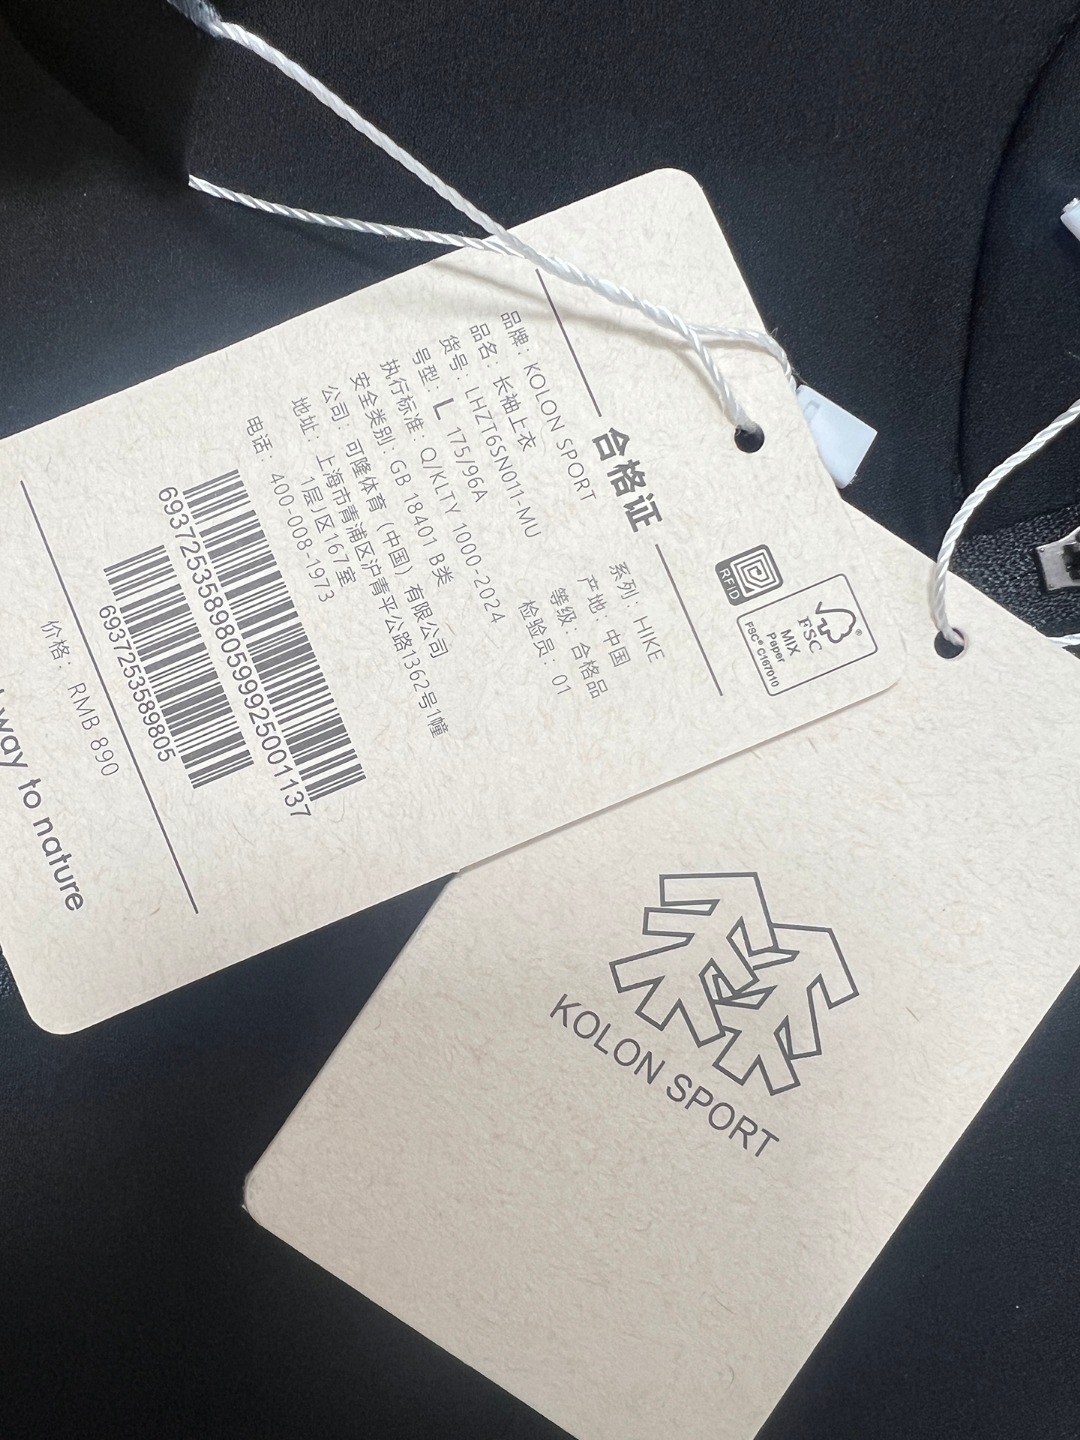 合格证
品牌：KOLON SPORT
系列：HIKE
品名：长袖上衣
产地：中国
货号：LHZT6SN011-MU
等级：合格品
号型：L 175/96A
检验员：01
执行标准：Q/KLTY 1000-2024
安全类别：GB 18401 B类
公司：可隆体育（中国）有限公司
地址：上海市青浦区沪青平公路1362号1幢
1层J区167室
电话：400-008-1973
693725358980599925001137
6937253589805
价格：RMB 890
way to nature
RFID
FSC
MIX
Paper
FSC® C167010
KOLON SPORT